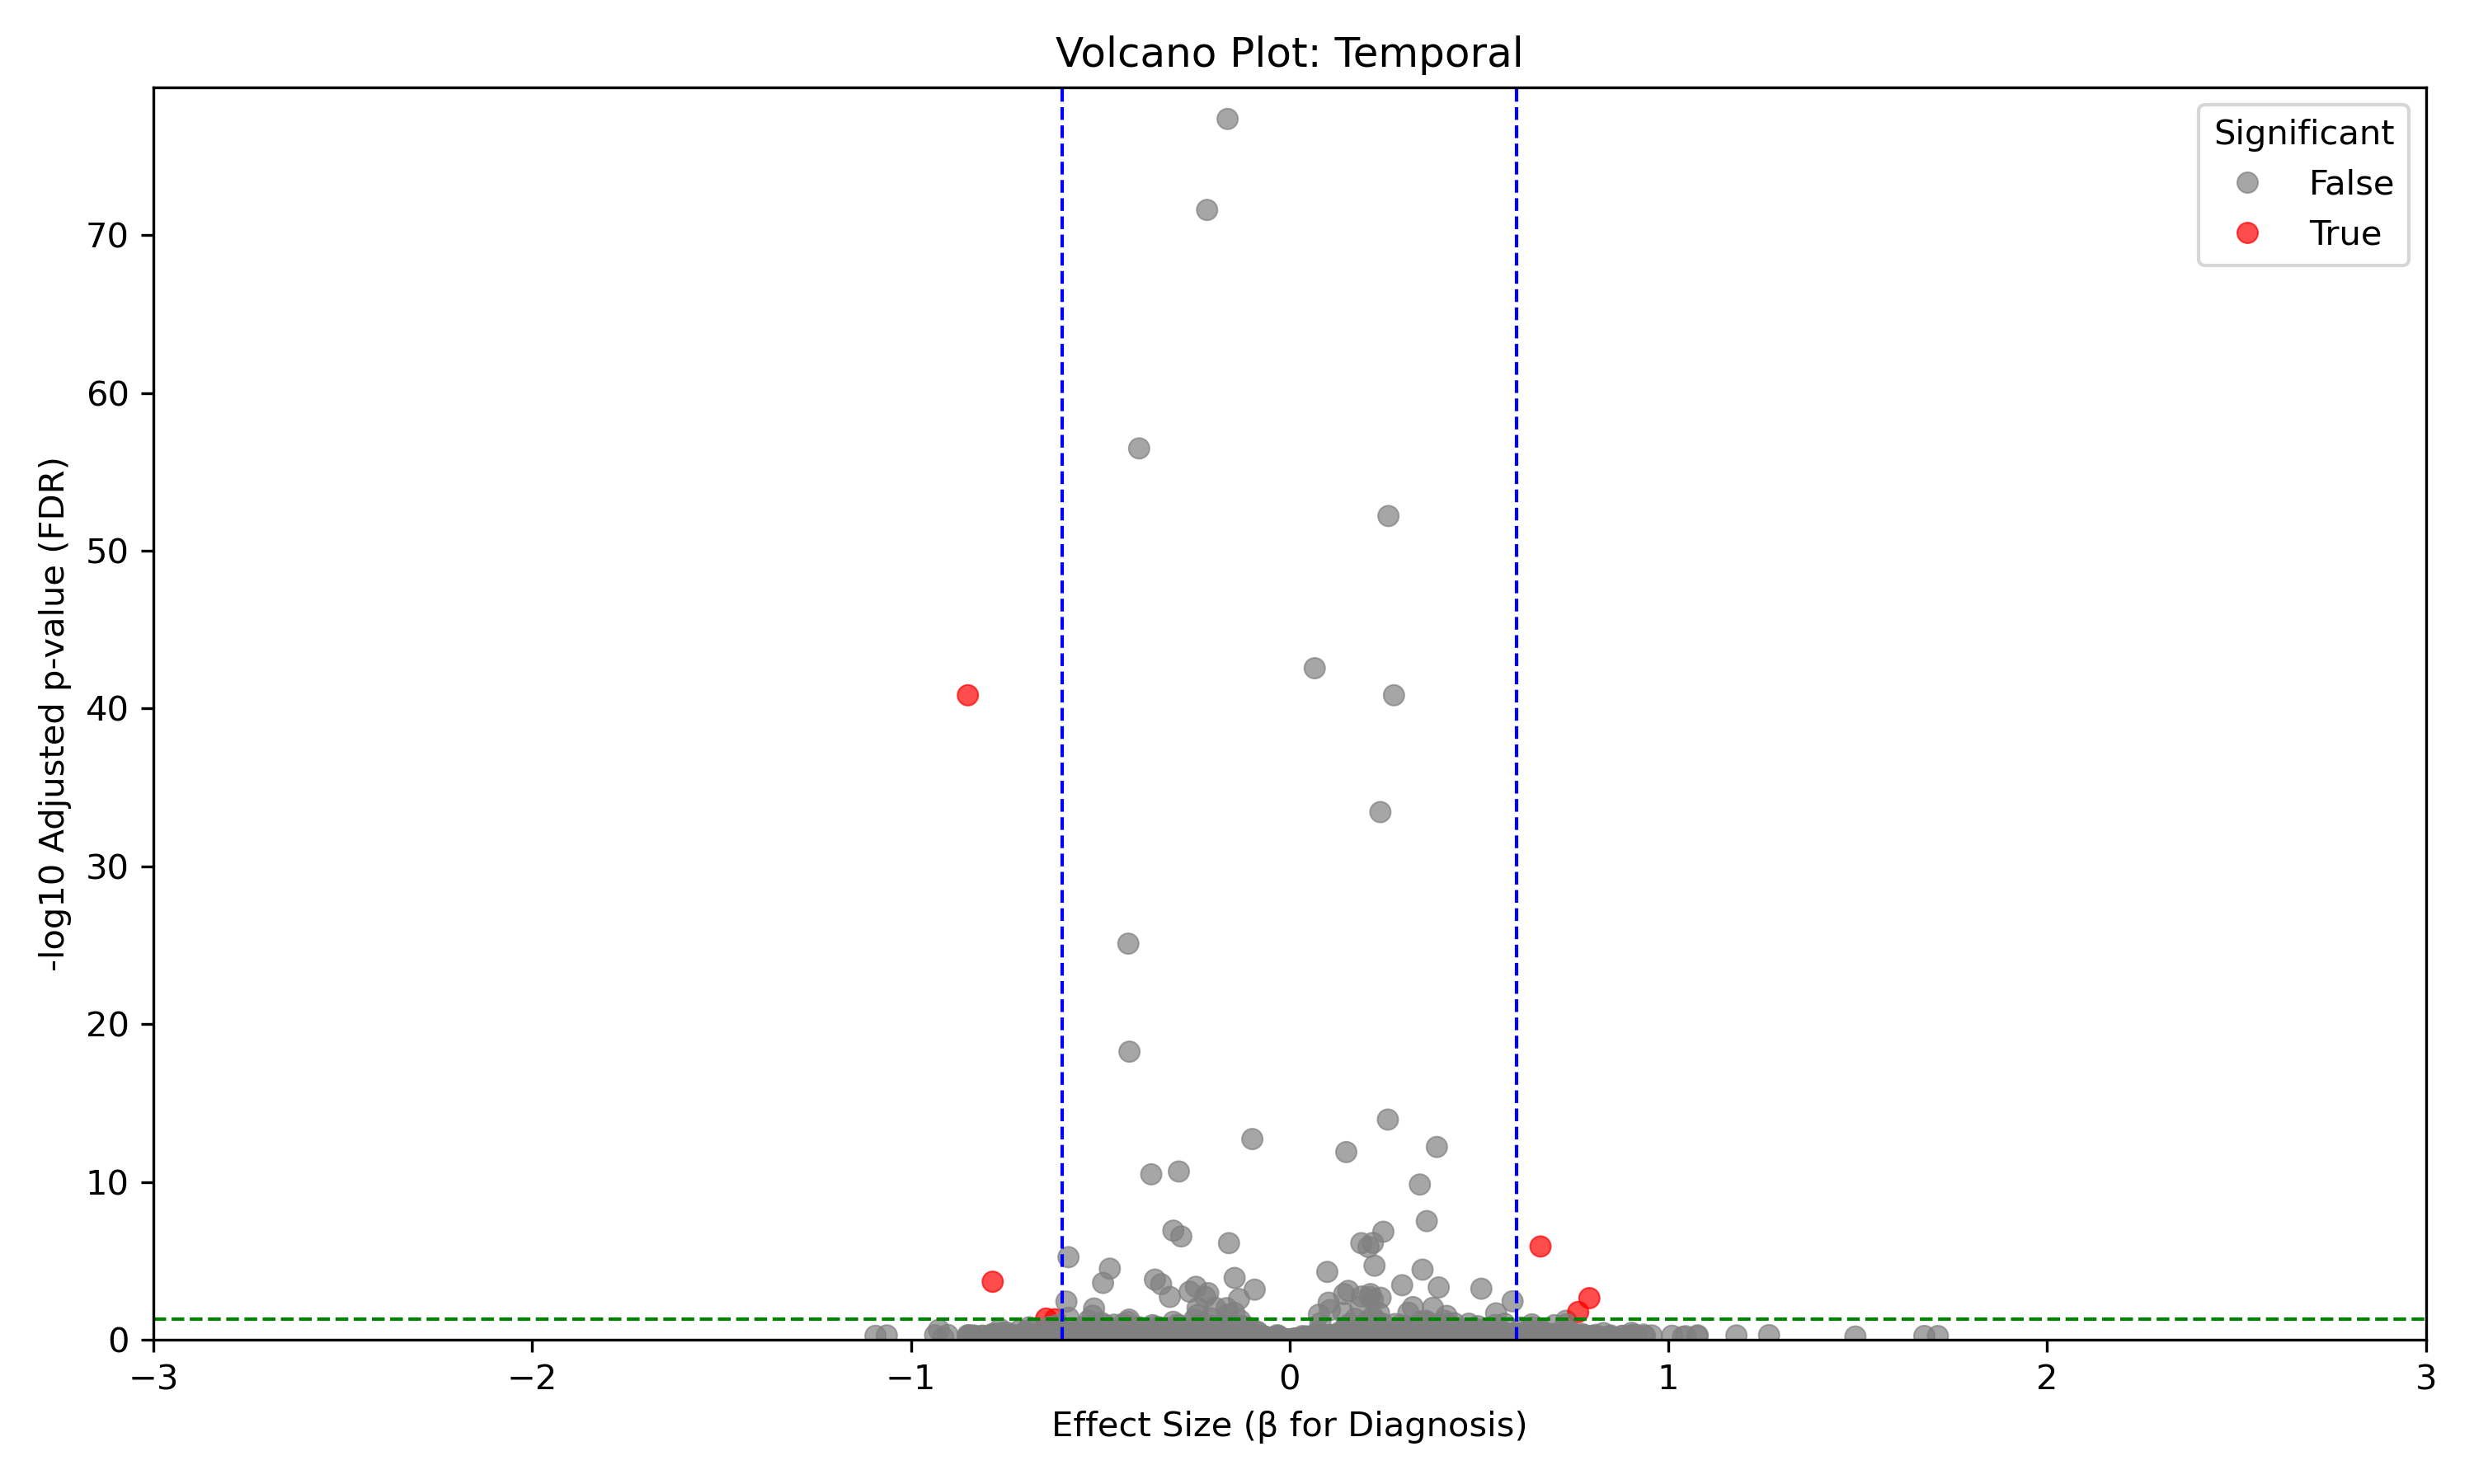 Volcano Plot: Temporal
Significant
False
True
70
60
50
40
30
20
10
0
-log10 Adjusted p-value (FDR)
−3
−2
−1
0
1
2
3
Effect Size (β for Diagnosis)